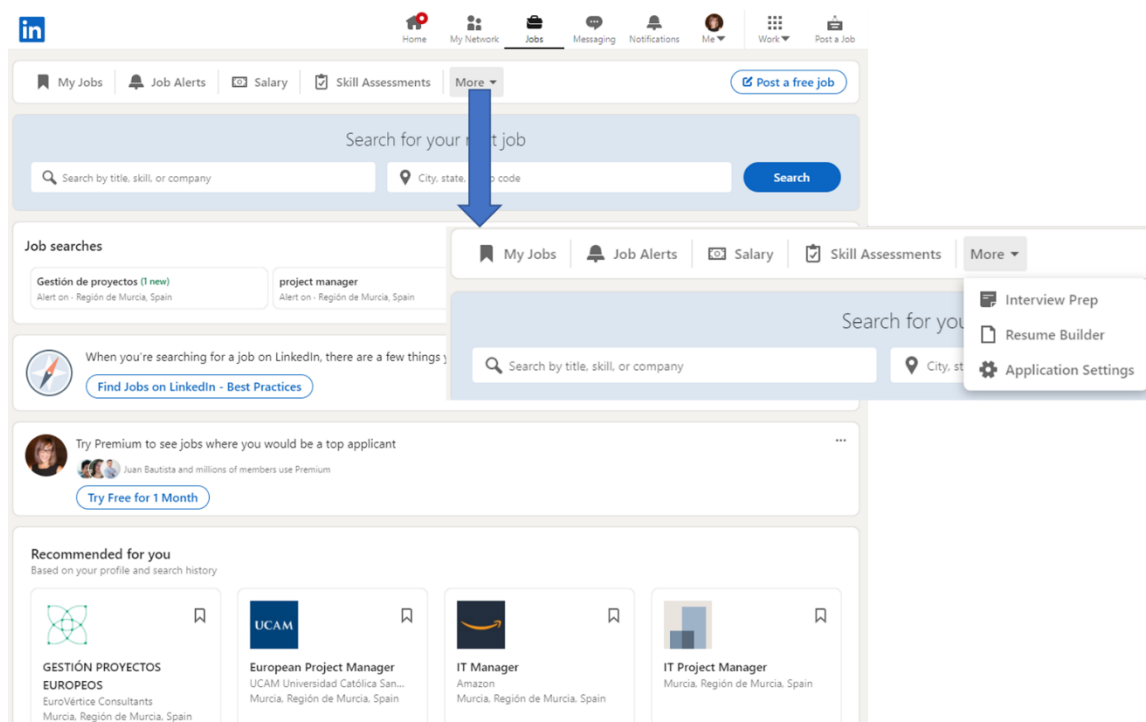 in
Home
My Network
Jobs
Messaging
Notifications
Me
Work
Post a Job
My Jobs
Job Alerts
Salary
Skill Assessments
More
Post a free job
Search for your t job
Search by title, skill, or company
City, state, code
Search
Job searches
Gestión de proyectos (1 new)
Alert on · Región de Murcia, Spain
project manager
Alert on · Región de Murcia, Spain
My Jobs
Job Alerts
Salary
Skill Assessments
More
Interview Prep
Resume Builder
Application Settings
Search for you
Search by title, skill, or company
City, st
When you're searching for a job on LinkedIn, there are a few things
Find Jobs on LinkedIn - Best Practices
Try Premium to see jobs where you would be a top applicant
Juan Bautista and millions of members use Premium
Try Free for 1 Month
Recommended for you
Based on your profile and search history
GESTIÓN PROYECTOS
EUROPEOS
EuroVértice Consultants
Murcia, Región de Murcia, Spain
UCAM
European Project Manager
UCAM Universidad Católica San...
Murcia, Región de Murcia, Spain
IT Manager
Amazon
Murcia, Región de Murcia, Spain
IT Project Manager
Murcia, Región de Murcia, Spain